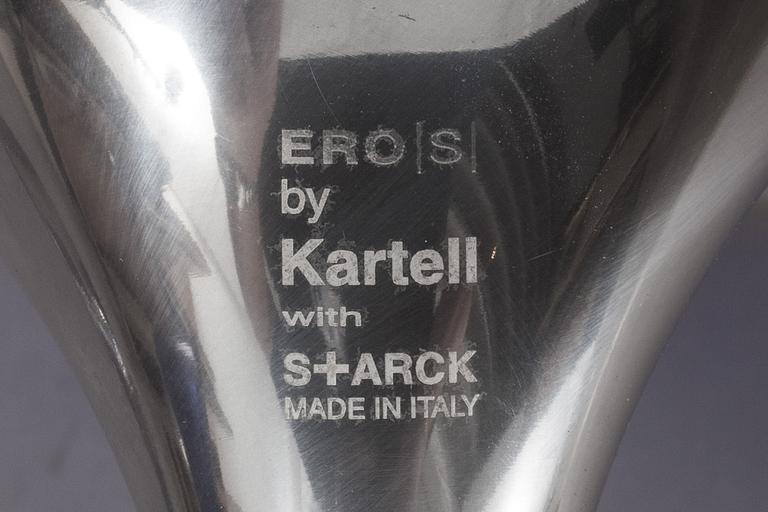 ERO|S|
by
Kartell
with
S+ARCK
MADE IN ITALY